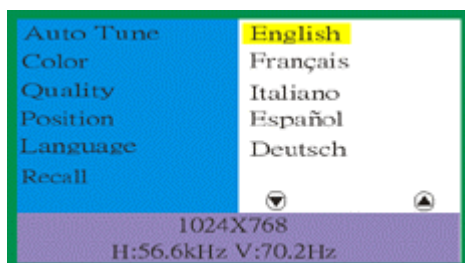 Auto Tune
Color
Quality
Position
Language
Recall
English
Français
Italiano
Español
Deutsch
1024X768
H:56.6kHz V:70.2Hz